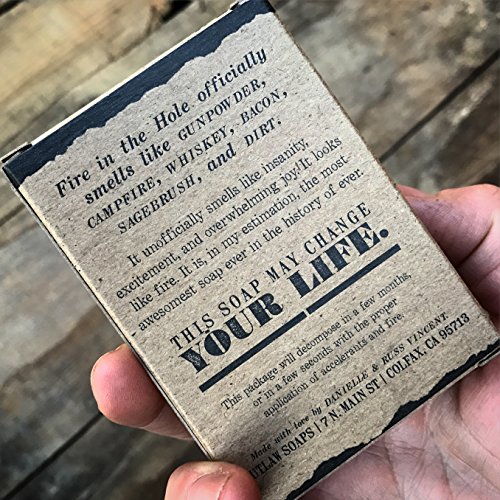 Fire in the Hole officially
smells like GUNPOWDER,
CAMPFIRE, WHISKEY, BACON,
SAGEBRUSH, and DIRT.
It unofficially smells like insanity,
excitement, and overwhelming joy! It looks
like fire. It is, in my estimation, the most
awesomest soap ever in the history of ever.
THIS SOAP MAY CHANGE
YOUR LIFE.
This package will decompose in a few months,
or in a few seconds with the proper
application of accelerants and fire.
Made with love by DANIELLE & RUSS VINCENT
OUTLAW SOAPS | 7 N. MAIN ST | COLFAX, CA 95713